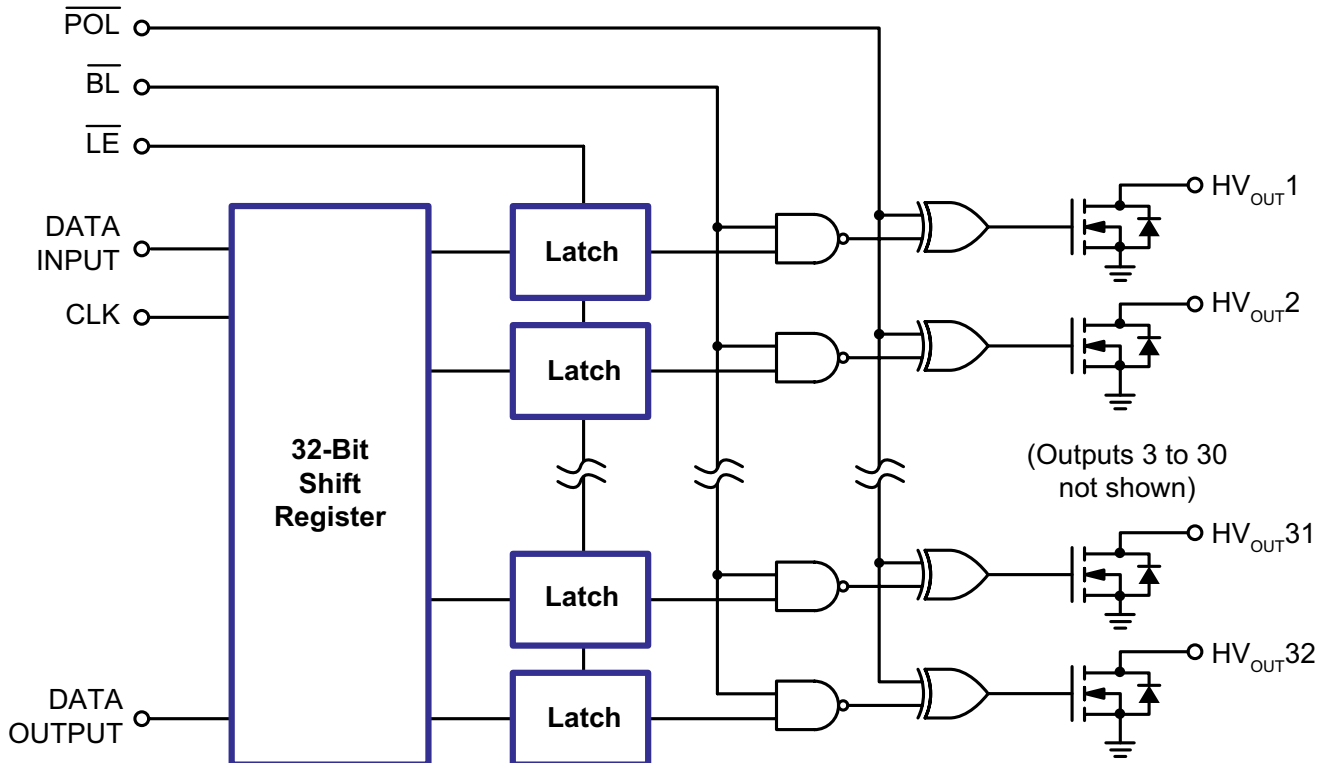 POL
BL
LE
DATA
INPUT
CLK
DATA
OUTPUT
32-Bit
Shift
Register
Latch
Latch
Latch
Latch
HVOUT1
HVOUT2
(Outputs 3 to 30
not shown)
HVOUT31
HVOUT32